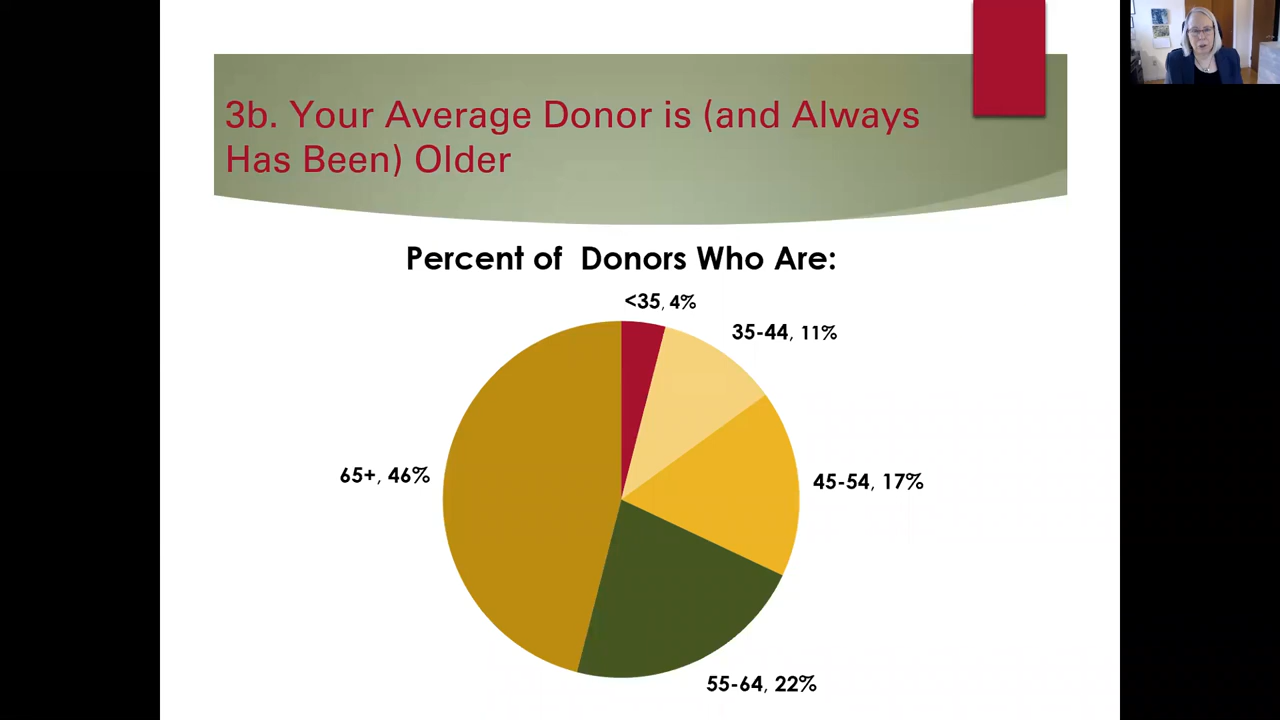 3b. Your Average Donor is (and Always
Has Been) Older
Percent of Donors Who Are:
<35, 4%
35-44, 11%
65+, 46%
45-54, 17%
55-64, 22%